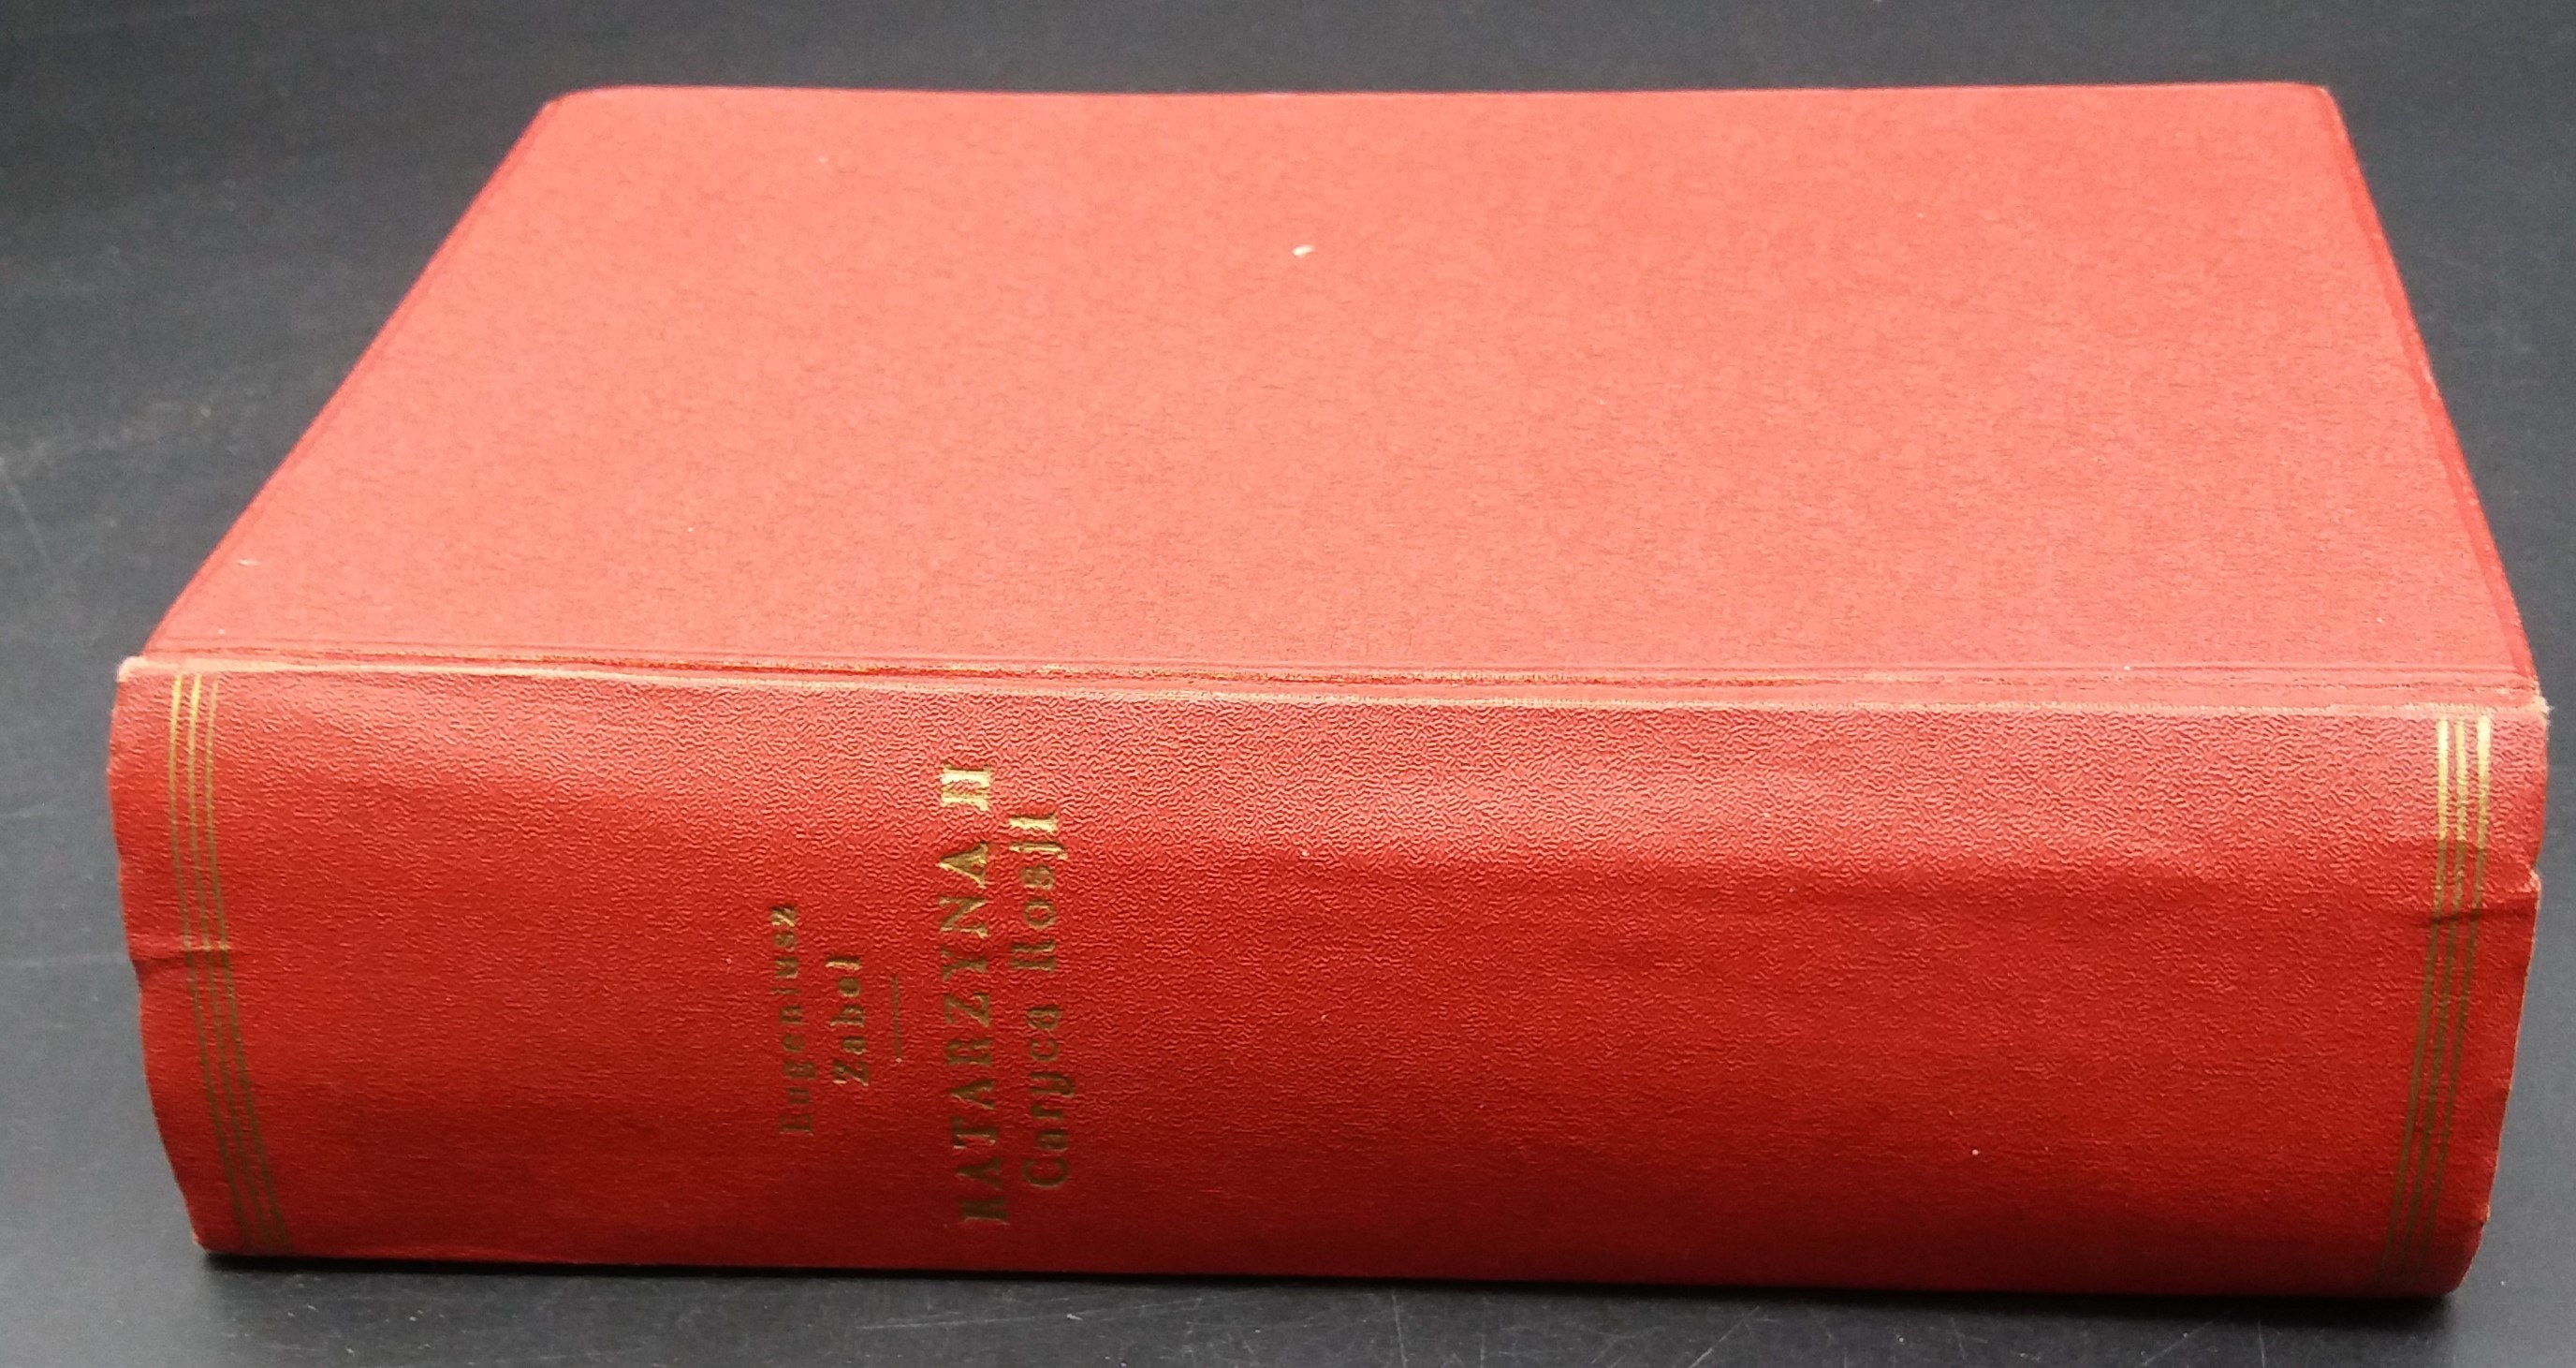 Eugeniusz
Zabel
KATARZYNA II
Caryca Rosji